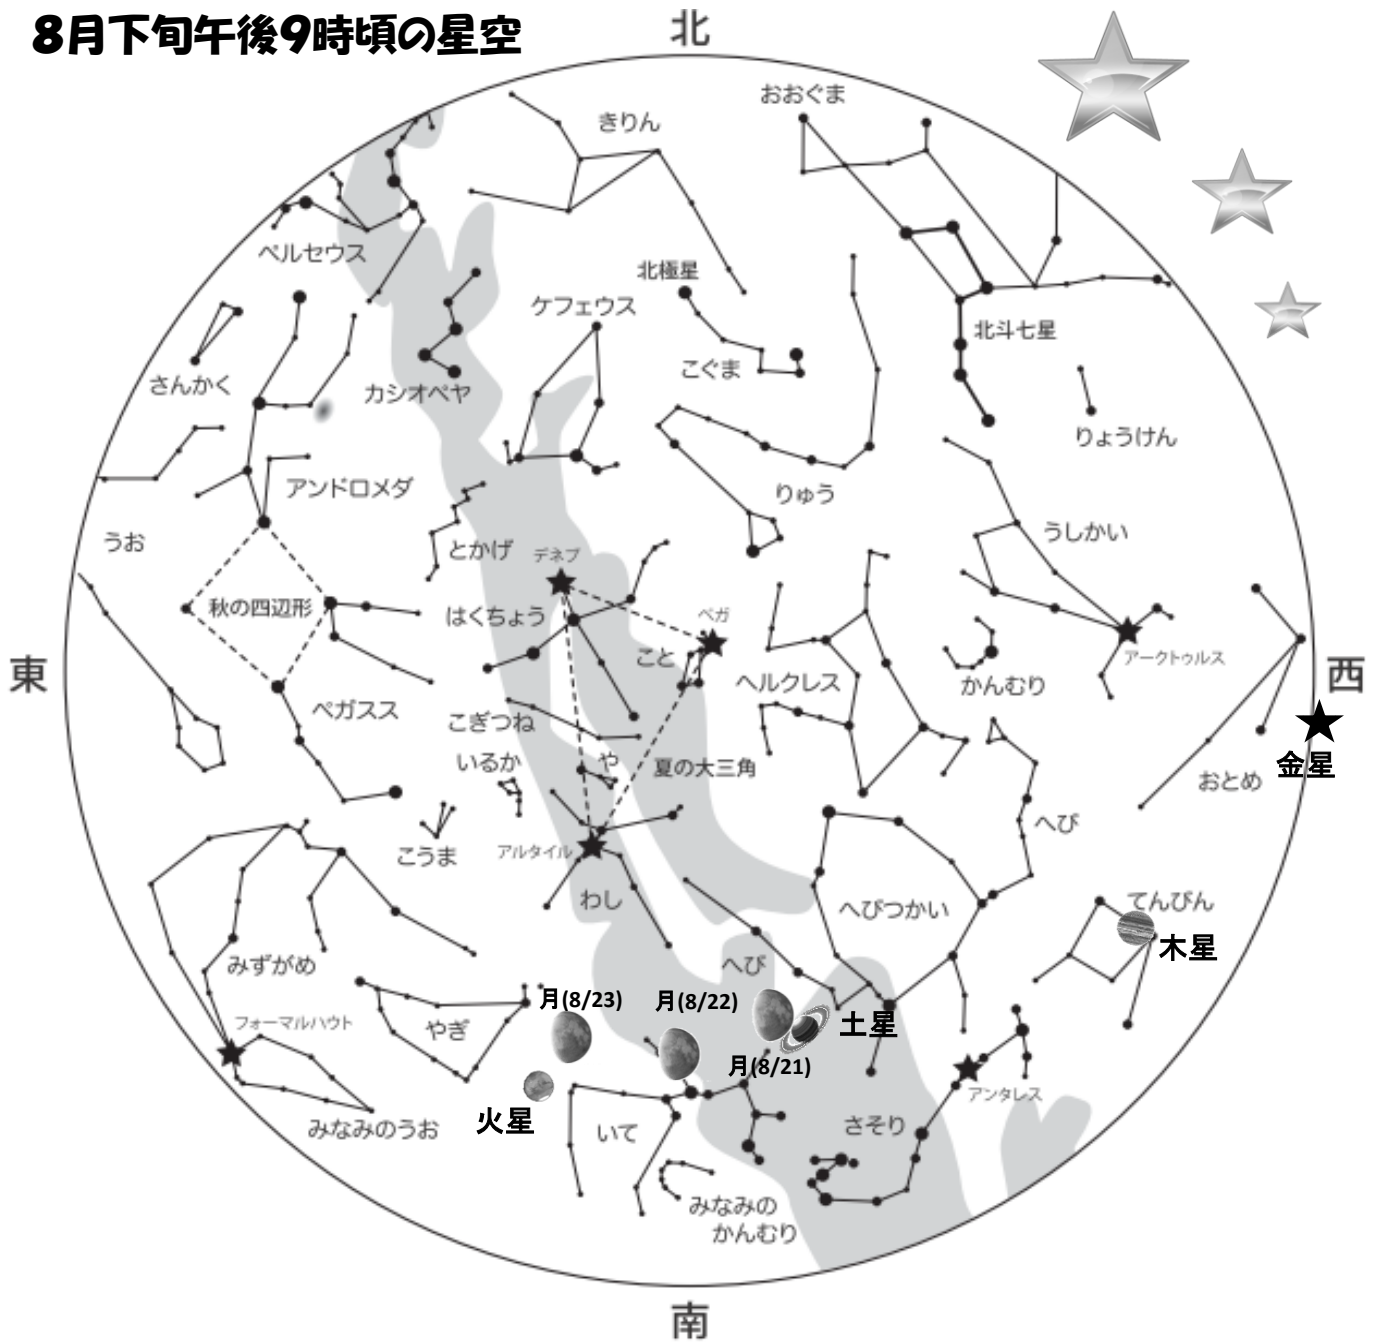 8月下旬午後9時頃の星空
北
おおぐま
きりん
ペルセウス
北極星
ケフェウス
北斗七星
こぐま
さんかく
カシオペヤ
りょうけん
アンドロメダ
りゅう
うしかい
うお
とかげ
デネブ
秋の四辺形
はくちょう
ベガ
こと
アークトゥルス
東
西
ヘルクレス
かんむり
ペガスス
こぎつね
いるか
や
夏の大三角
金星
おとめ
へび
こうま
アルタイル
わし
へびつかい
てんびん
木星
みずがめ
へび
月(8/23)
月(8/22)
フォーマルハウト
やぎ
土星
月(8/21)
アンタレス
火星
みなみのうお
いて
さそり
みなみの
かんむり
南